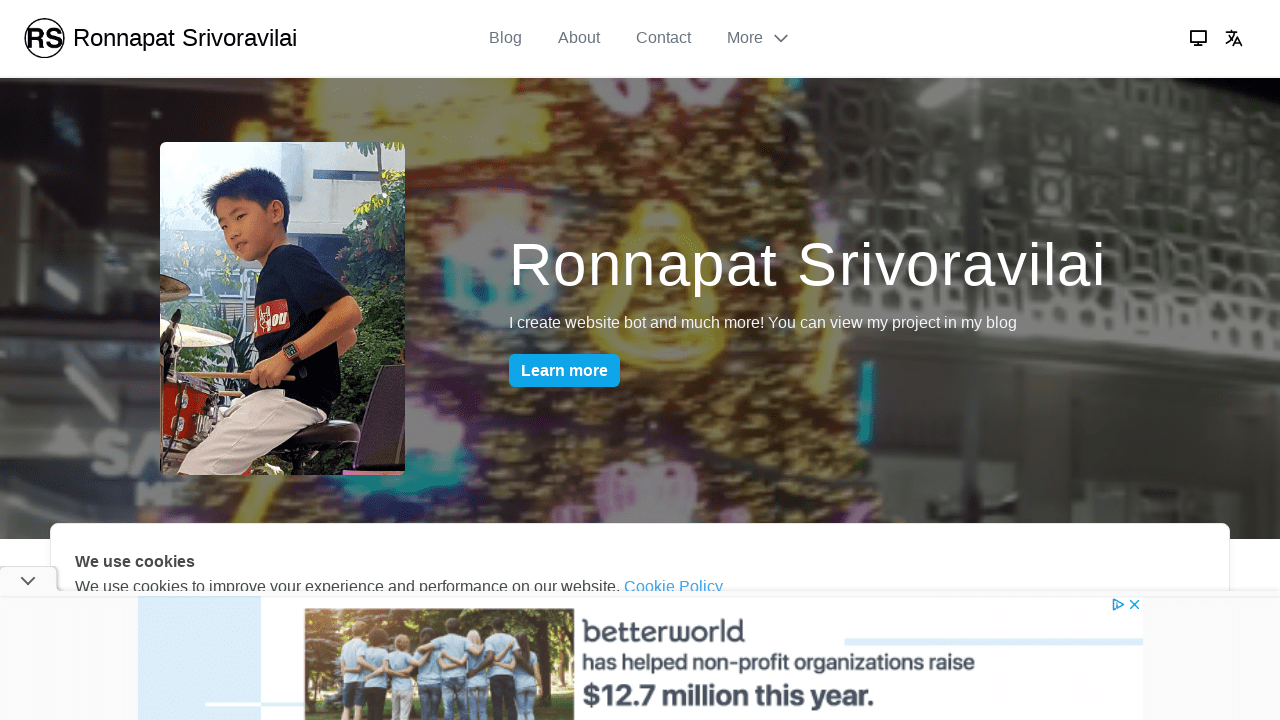 RS Ronnapat Srivoravilai
Blog About Contact More
Ronnapat Srivoravilai
I create website bot and much more! You can view my project in my blog
Learn more
We use cookies
We use cookies to improve your experience and performance on our website. Cookie Policy
betterworld
has helped non-profit organizations raise
$12.7 million this year.